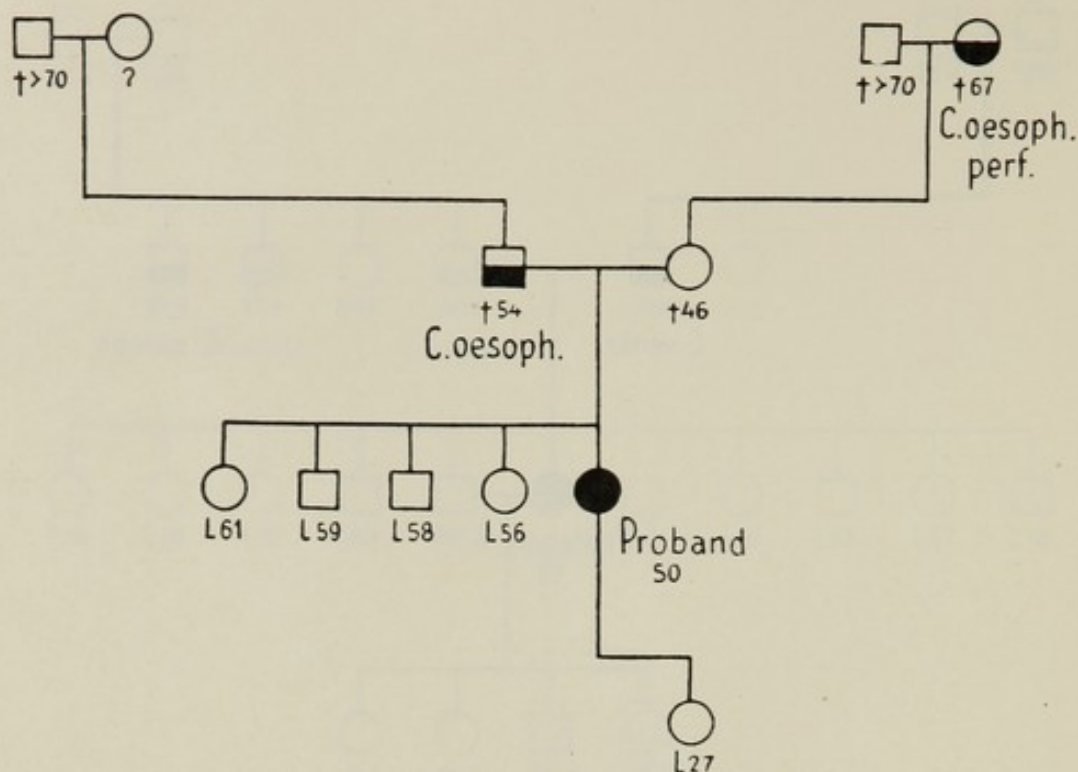 †>70
?
†>70
†67
C.oesoph.
perf.
†54
C.oesoph.
†46
L61
L59
L58
L56
Proband
50
L27